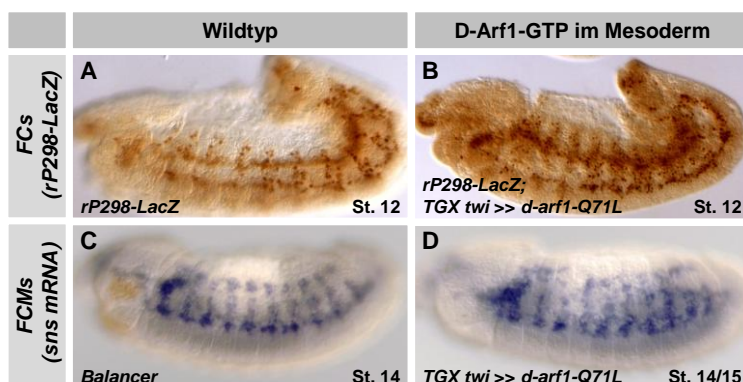 Wildtyp
D-Arf1-GTP im Mesoderm
FCs
(rP298-LacZ)
A
rP298-LacZ
St. 12
B
rP298-LacZ;
TGX twi >> d-arf1-Q71L
St. 12
FCMs
(sns mRNA)
C
Balancer
St. 14
D
TGX twi >> d-arf1-Q71L
St. 14/15